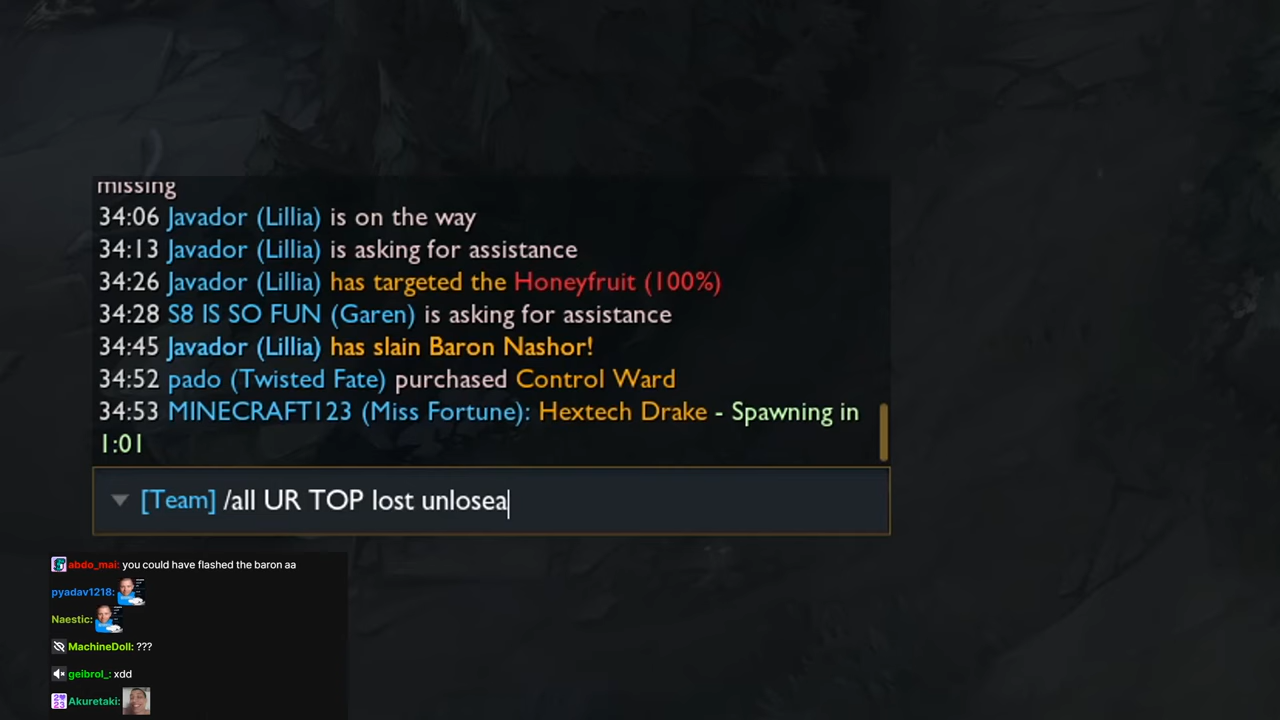 missing
34:06 Javador (Lillia) is on the way
34:13 Javador (Lillia) is asking for assistance
34:26 Javador (Lillia) has targeted the Honeyfruit (100%)
34:28 S8 IS SO FUN (Garen) is asking for assistance
34:45 Javador (Lillia) has slain Baron Nashor!
34:52 pado (Twisted Fate) purchased Control Ward
34:53 MINECRAFT123 (Miss Fortune): Hextech Drake - Spawning in
1:01
[Team] /all UR TOP lost unlosea
abdo_mai: you could have flashed the baron aa
pyadav1218:
Naestic:
MachineDoll: ???
geibrol_: xdd
Akuretaki: